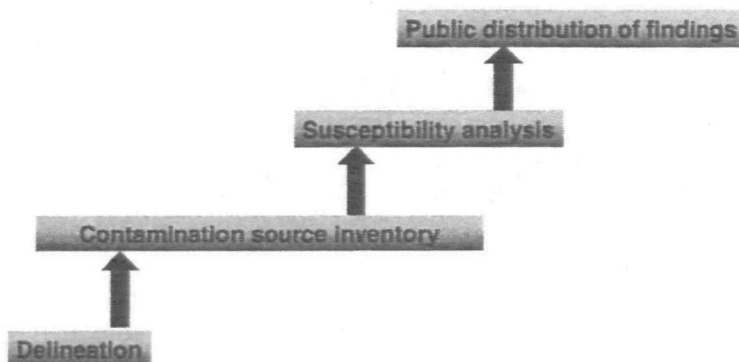 Public distribution of findings
Susceptibility analysis
Contamination source inventory
Delineation